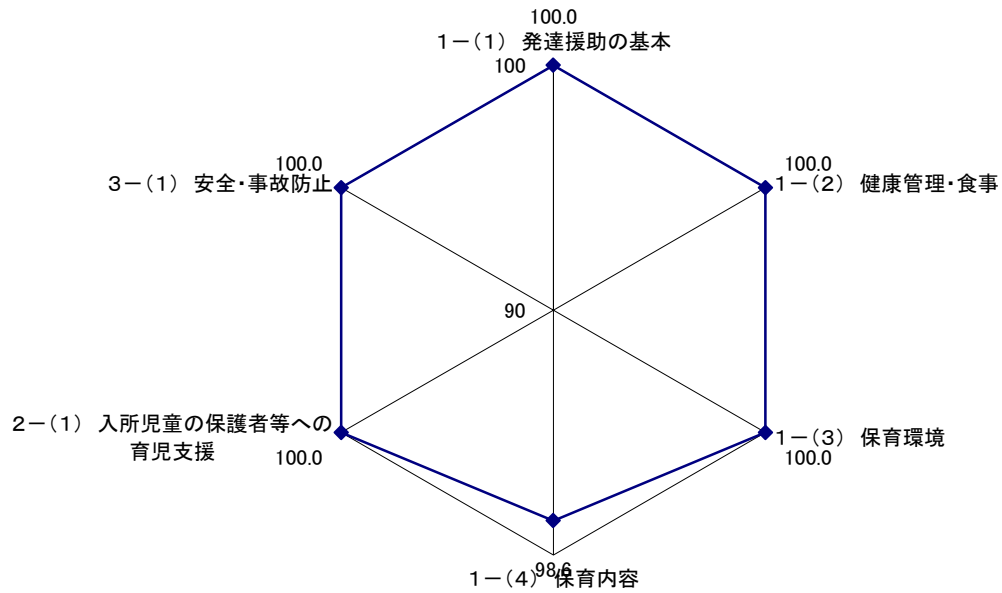 100.0
1－(1) 発達援助の基本
100
100.0
3－(1) 安全・事故防止
100.0
1－(2) 健康管理・食事
90
2－(1) 入所児童の保護者等への
育児支援
100.0
1－(3) 保育環境
100.0
98.6
1－(4) 保育内容